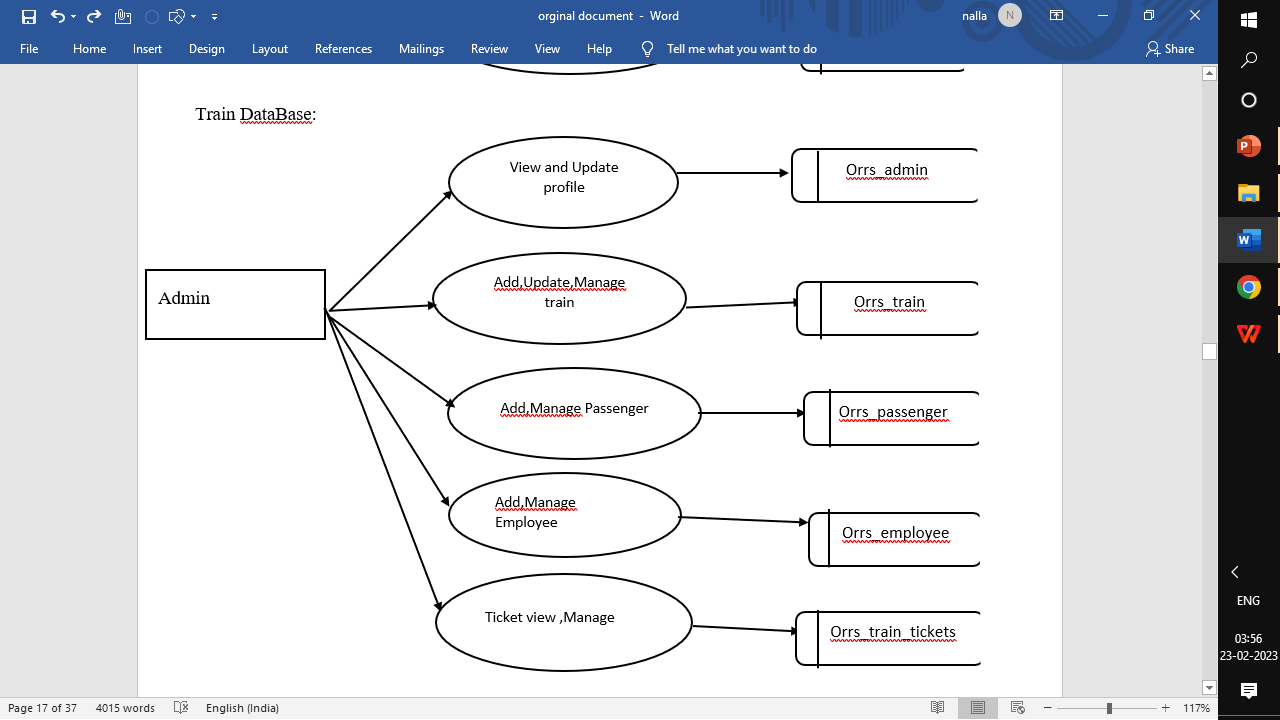 orginal document - Word
nalla
N
File Home Insert Design Layout References Mailings Review View Help Tell me what you want to do Share
Train DataBase:
View and Update
profile
Orrs_admin
Admin
Add,Update,Manage
train
Orrs_train
Add,Manage Passenger
Orrs_passenger
Add,Manage
Employee
Orrs_employee
Ticket view ,Manage
Orrs_train_tickets
ENG
03:56
23-02-2023
Page 17 of 37 4015 words English (India) 117%